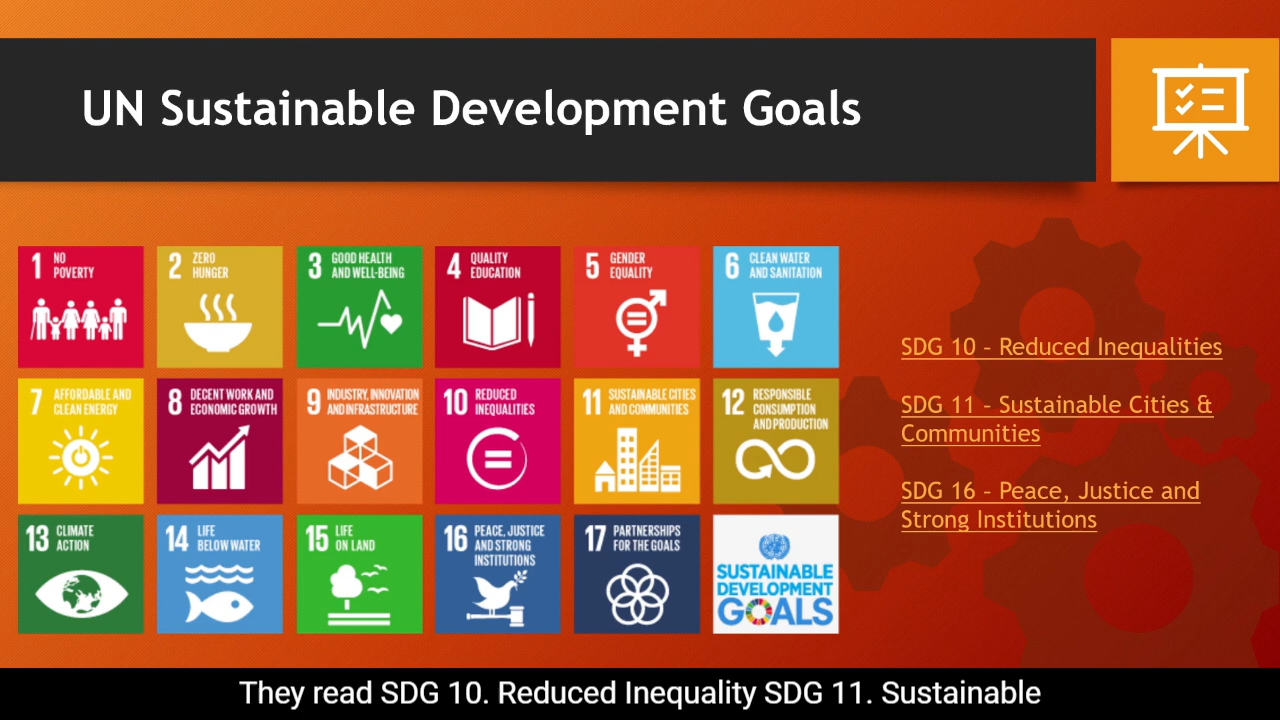 UN Sustainable Development Goals
1 NO
POVERTY
2 ZERO
HUNGER
3 GOOD HEALTH
AND WELL-BEING
4 QUALITY
EDUCATION
5 GENDER
EQUALITY
6 CLEAN WATER
AND SANITATION
7 AFFORDABLE AND
CLEAN ENERGY
8 DECENT WORK AND
ECONOMIC GROWTH
9 INDUSTRY, INNOVATION
AND INFRASTRUCTURE
10 REDUCED
INEQUALITIES
11 SUSTAINABLE CITIES
AND COMMUNITIES
12 RESPONSIBLE
CONSUMPTION
AND PRODUCTION
13 CLIMATE
ACTION
14 LIFE
BELOW WATER
15 LIFE
ON LAND
16 PEACE, JUSTICE
AND STRONG
INSTITUTIONS
17 PARTNERSHIPS
FOR THE GOALS
SUSTAINABLE
DEVELOPMENT
GOALS
SDG 10 - Reduced Inequalities
SDG 11 - Sustainable Cities &
Communities
SDG 16 - Peace, Justice and
Strong Institutions
They read SDG 10. Reduced Inequality SDG 11. Sustainable